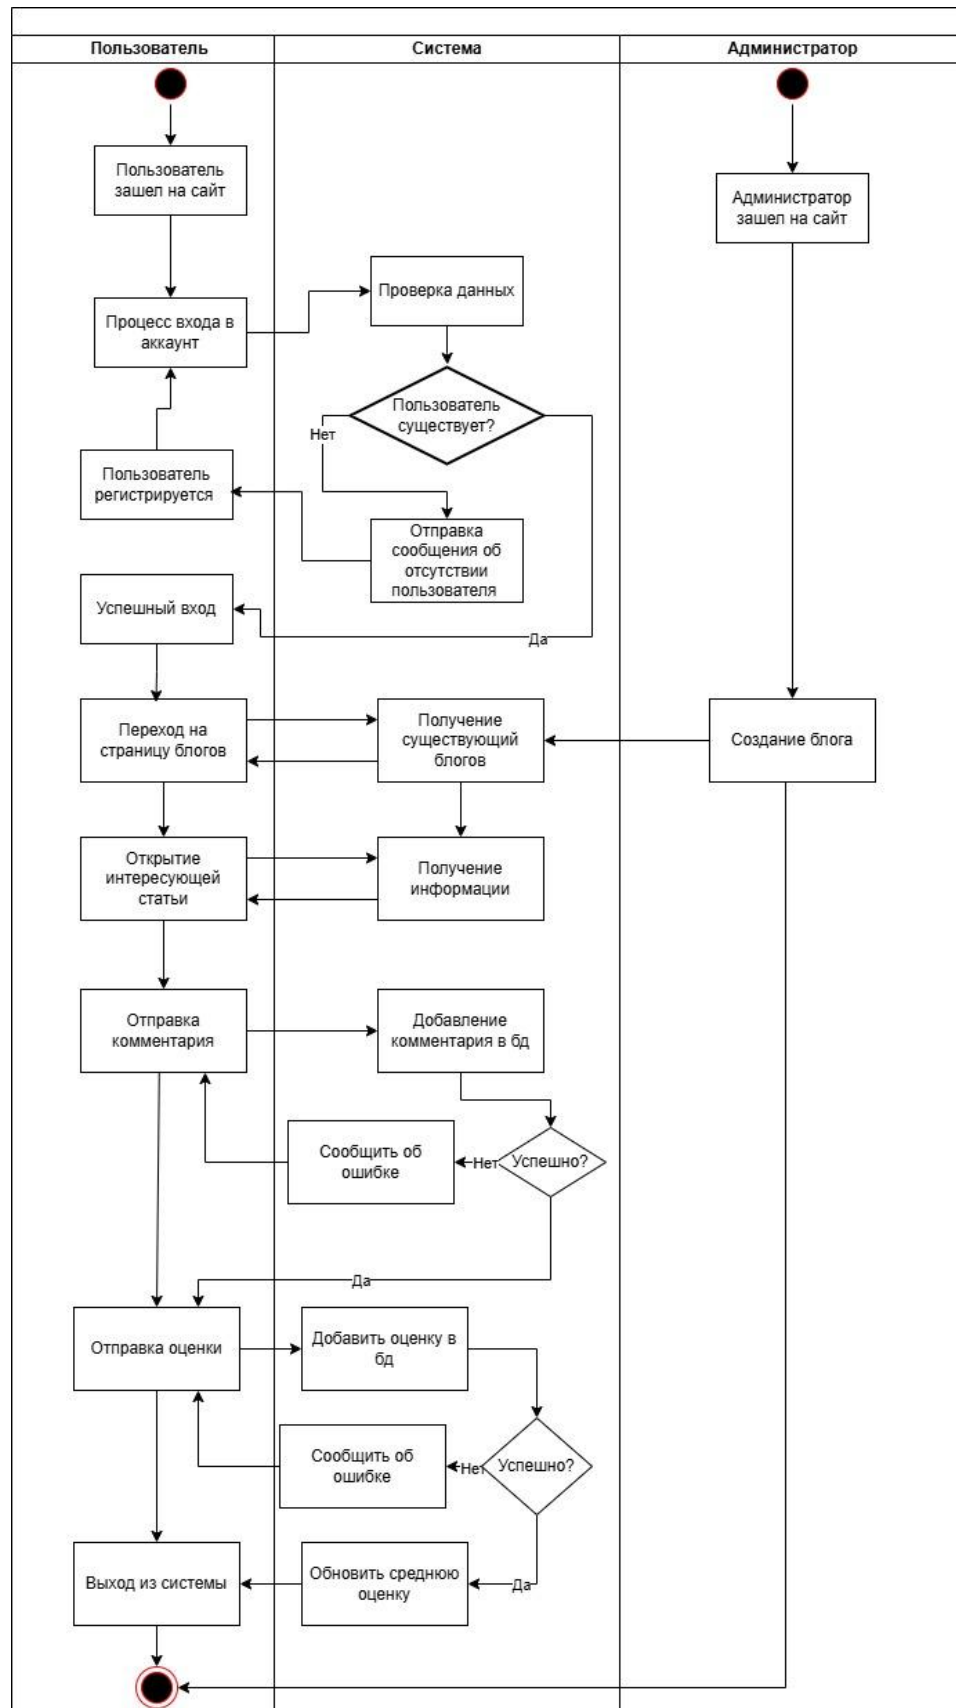 Пользователь
Система
Администратор
Пользователь
зашел на сайт
Администратор
зашел на сайт
Проверка данных
Процесс входа в
аккаунт
Пользователь
существует?
Нет
Пользователь
регистрируется
Отправка
сообщения об
отсутствии
пользователя
Успешный вход
Да
Переход на
страницу блогов
Получение
существующий
блогов
Создание блога
Открытие
интересующей
статьи
Получение
информации
Отправка
комментария
Добавление
комментария в бд
Сообщить об
ошибке
Нет
Успешно?
Да
Отправка оценки
Добавить оценку в
бд
Сообщить об
ошибке
Нет
Успешно?
Выход из системы
Обновить среднюю
оценку
Да